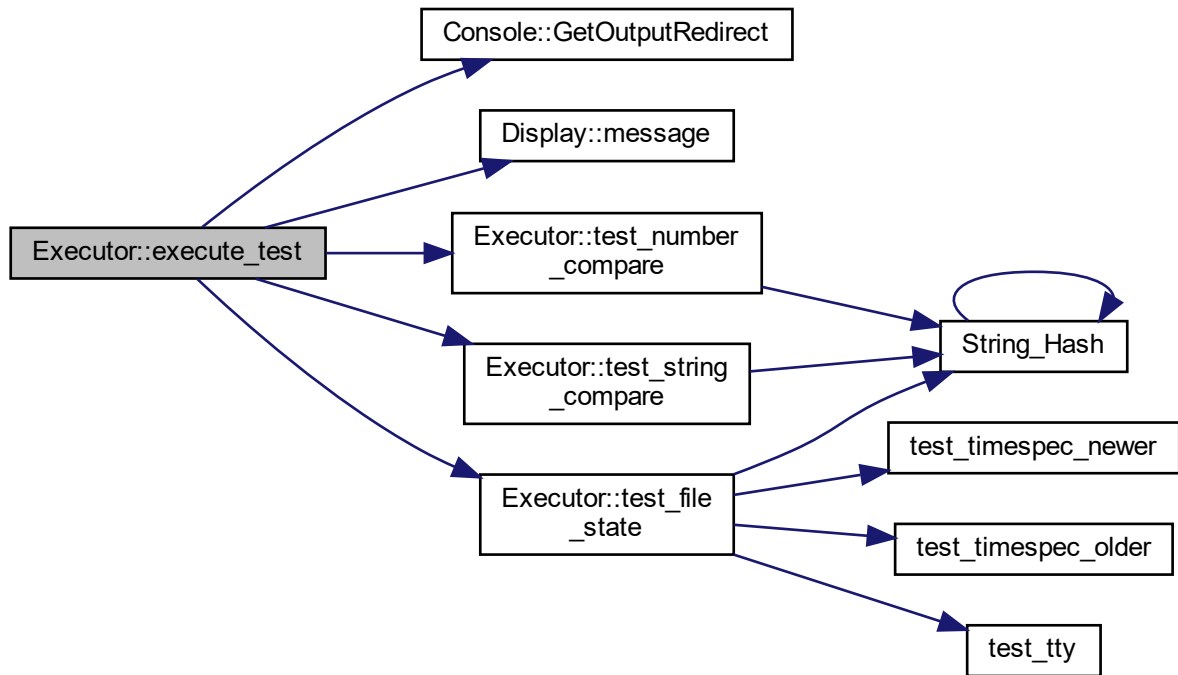 Console::GetOutputRedirect
Display::message
Executor::execute_test
Executor::test_number
_compare
Executor::test_string
_compare
String_Hash
Executor::test_file
_state
test_timespec_newer
test_timespec_older
test_tty